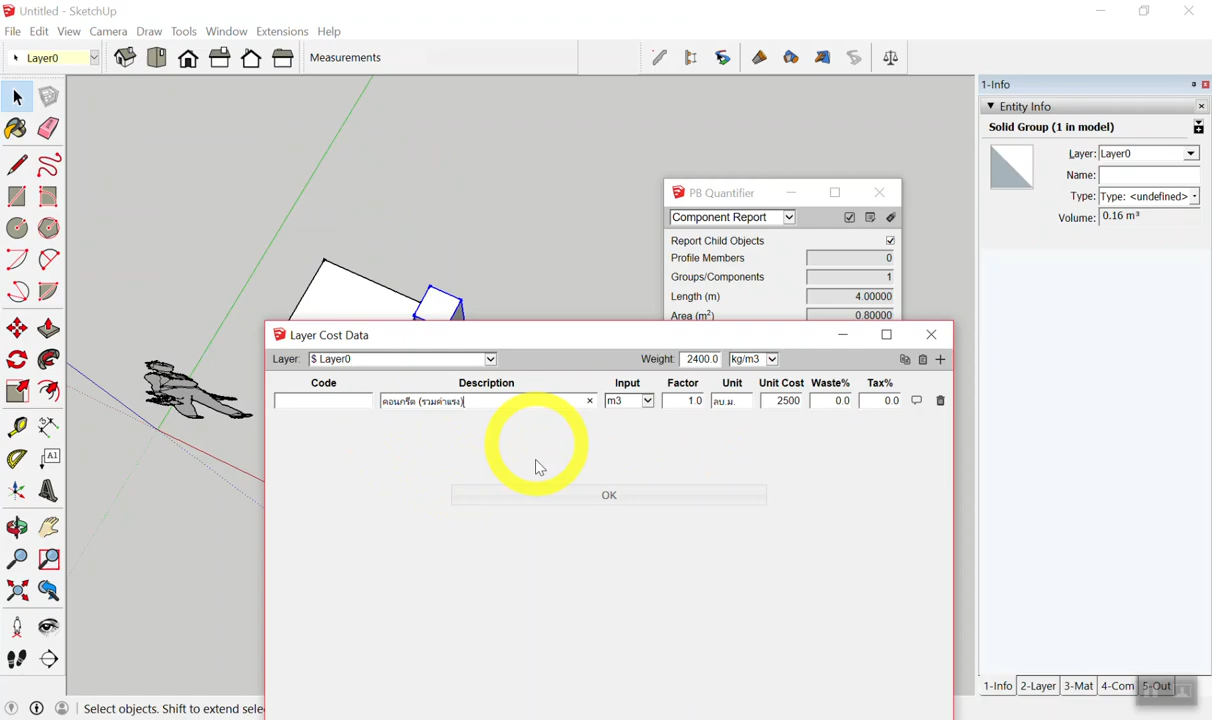 Untitled - SketchUp
File Edit View Camera Draw Tools Window Extensions Help
Layer0
Measurements
1-Info
Entity Info
Solid Group (1 in model)
Layer: Layer0
Name:
Type: Type: <undefined>
Volume: 0.16 m³
PB Quantifier
Component Report
Report Child Objects
Profile Members 0
Groups/Components 1
Length (m) 4.00000
Area (m²) 0.80000
Layer Cost Data
Layer: $ Layer0 Weight: 2400.0 kg/m3
Code Description Input Factor Unit Unit Cost Waste% Tax%
คอนกรีต (รวมค่าแรง) × m3 1.0 ลบ.ม. 2500 0.0 0.0
OK
A1
1-Info 2-Layer 3-Mat 4-Com 5-Out
Select objects. Shift to extend sele